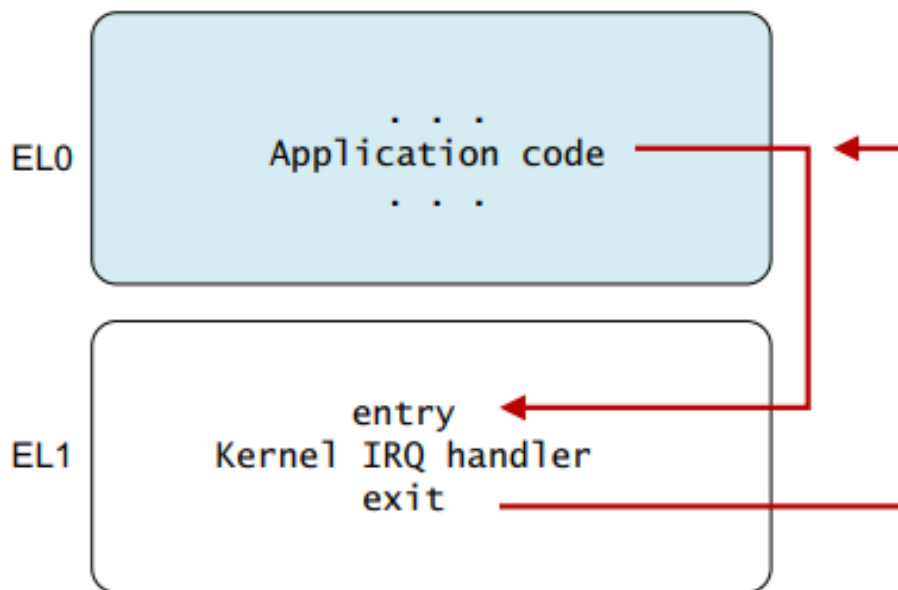 . . .
EL0
Application code
. . .
entry
EL1
Kernel IRQ handler
exit